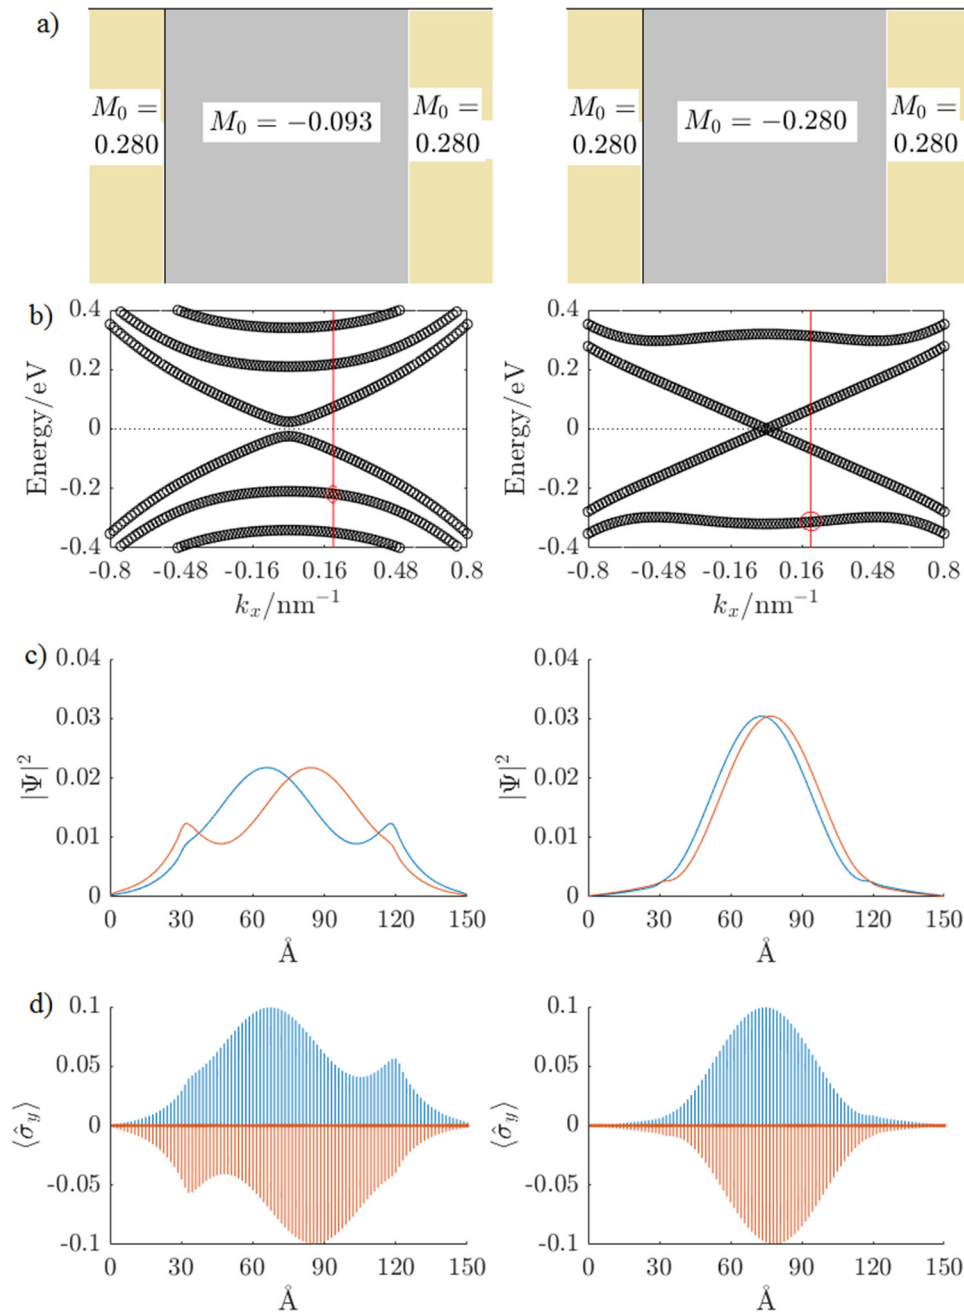 a)
M₀ = 0.280
M₀ = −0.093
M₀ = 0.280
M₀ = 0.280
M₀ = −0.280
M₀ = 0.280
b)
Energy/eV
0.4
0.2
0
-0.2
-0.4
-0.8 -0.48 -0.16 0.16 0.48 0.8
kₓ/nm⁻¹
Energy/eV
0.4
0.2
0
-0.2
-0.4
-0.8 -0.48 -0.16 0.16 0.48 0.8
kₓ/nm⁻¹
c)
|Ψ|²
0.04
0.03
0.02
0.01
0
0 30 60 90 120 150
Å
|Ψ|²
0.04
0.03
0.02
0.01
0
0 30 60 90 120 150
Å
d)
⟨σ̂ᵧ⟩
0.1
0.05
0
-0.05
-0.1
0 30 60 90 120 150
Å
⟨σ̂ᵧ⟩
0.1
0.05
0
-0.05
-0.1
0 30 60 90 120 150
Å